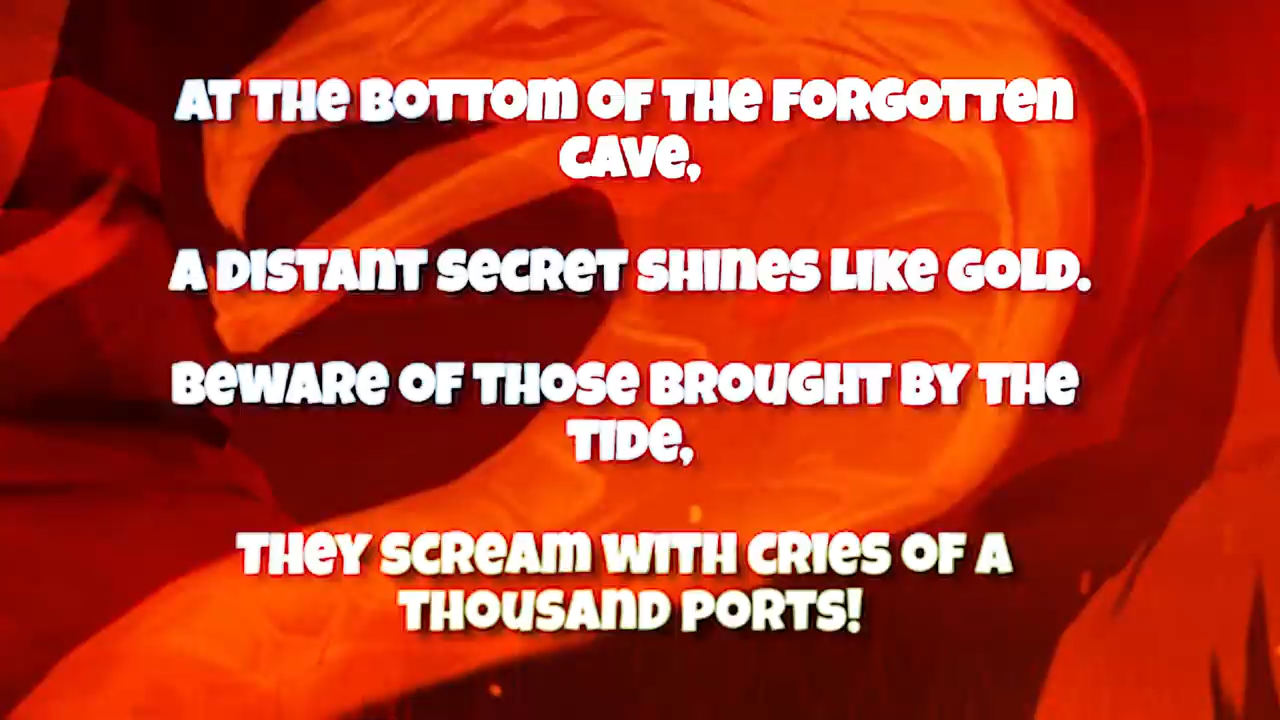 AT THE BOTTOM OF THE FORGOTTEN
CAVE,
A DISTANT SECRET SHINES LIKE GOLD.
BEWARE OF THOSE BROUGHT BY THE
TIDE,
THEY SCREAM WITH CRIES OF A
THOUSAND PORTS!